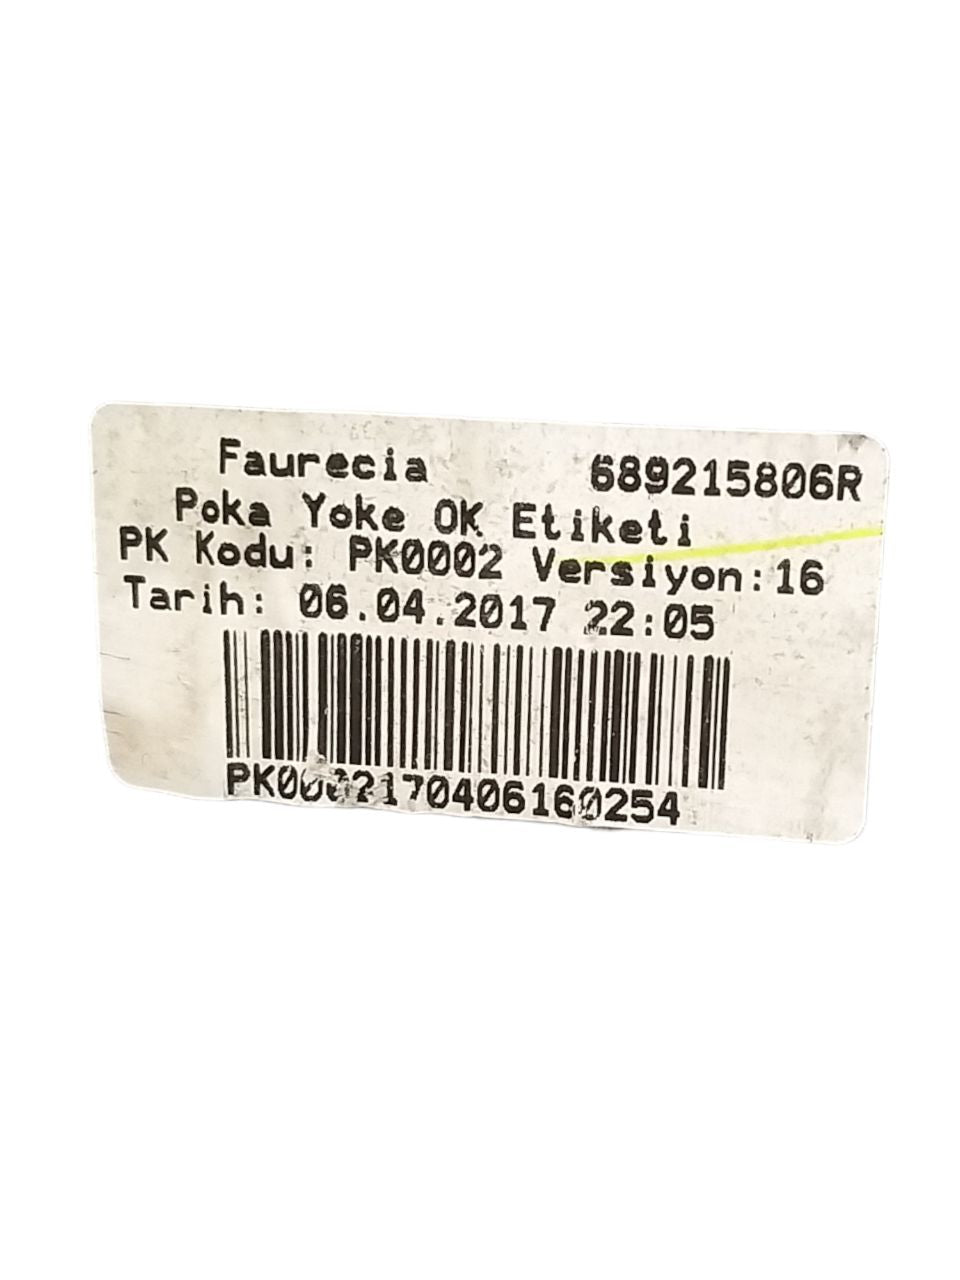 Faurecia 689215806R
Poka Yoke OK Etiketi
PK Kodu: PK0002 Versiyon:16
Tarih: 06.04.2017 22:05
PK0002170406160254